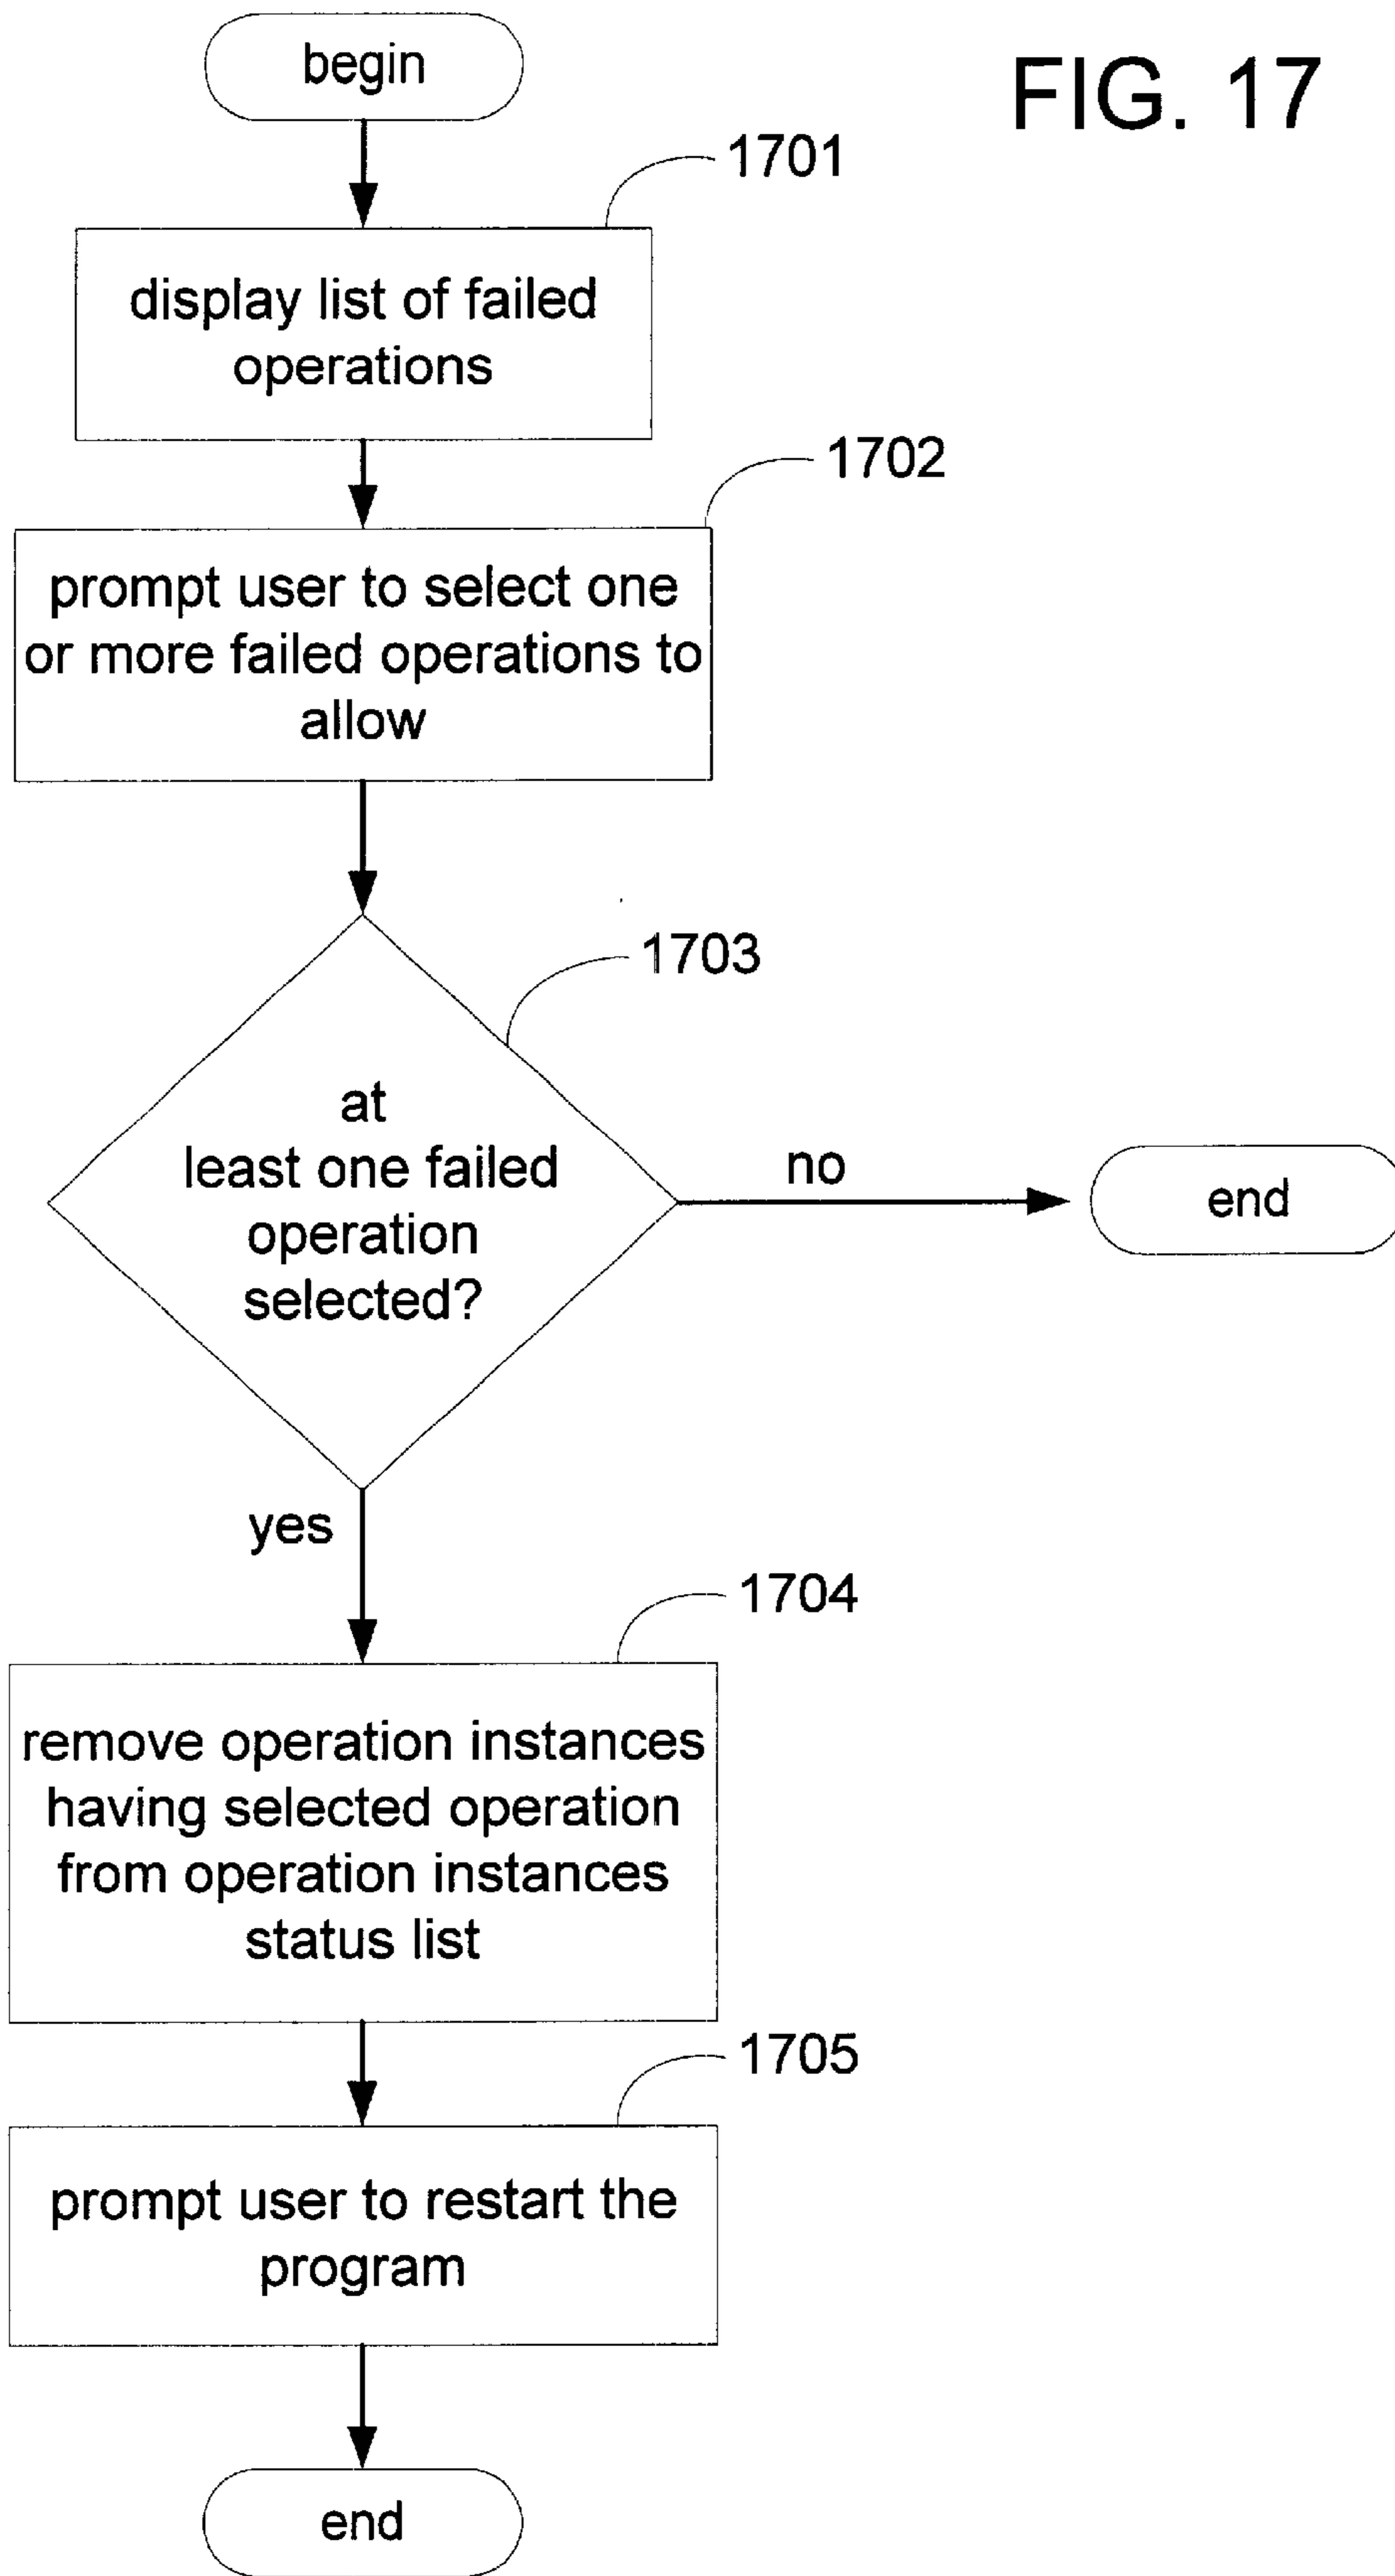 begin
FIG. 17
1701
display list of failed
operations
1702
prompt user to select one
or more failed operations to
allow
1703
at
least one failed
operation
selected?
no
end
yes
1704
remove operation instances
having selected operation
from operation instances
status list
1705
prompt user to restart the
program
end